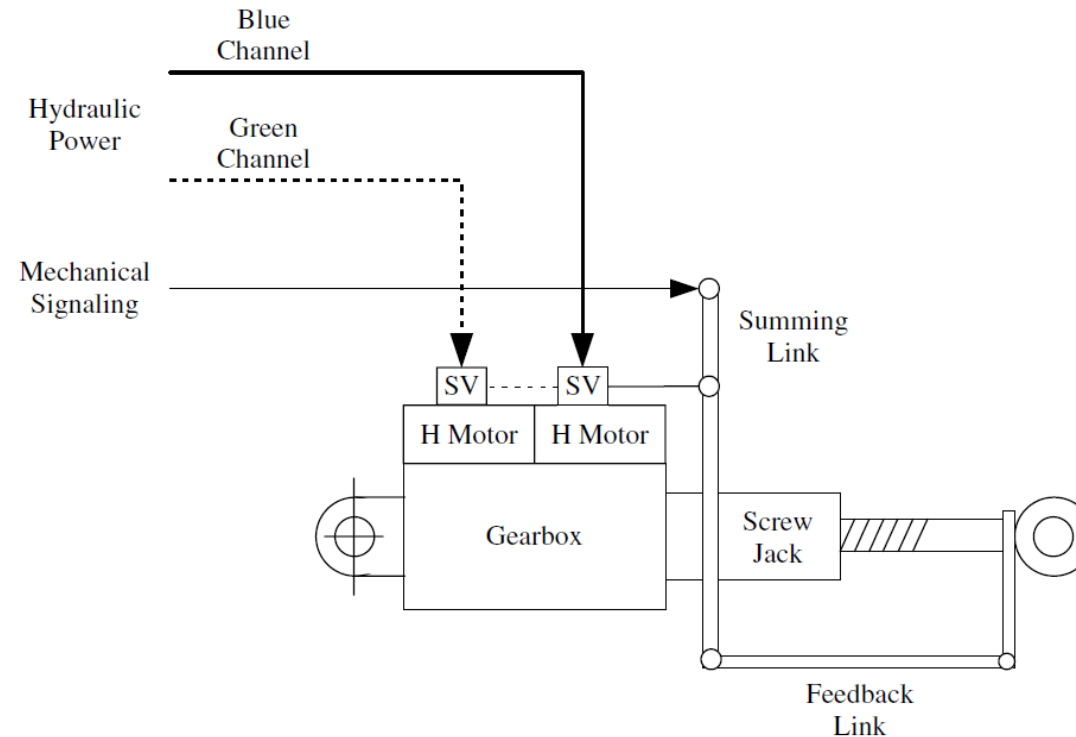 Blue
Channel
Hydraulic
Power
Green
Channel
Mechanical
Signaling
Summing
Link
SV
SV
H Motor
H Motor
Gearbox
Screw
Jack
Feedback
Link